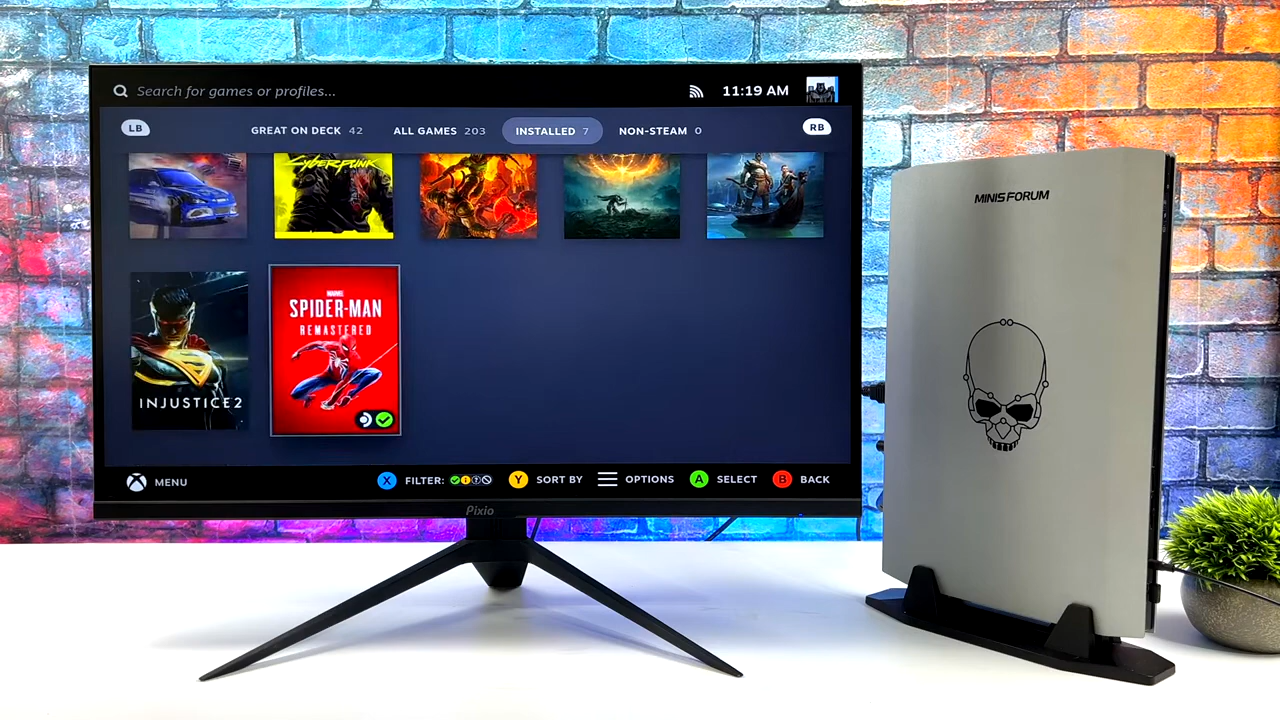 Search for games or profiles...
11:19 AM
LB
GREAT ON DECK 42
ALL GAMES 203
INSTALLED 7
NON-STEAM 0
RB
CYBERPUNK
MARVEL
SPIDER-MAN
REMASTERED
INJUSTICE 2
MENU
X FILTER:
Y SORT BY
OPTIONS
A SELECT
B BACK
Pixio
MINISFORUM